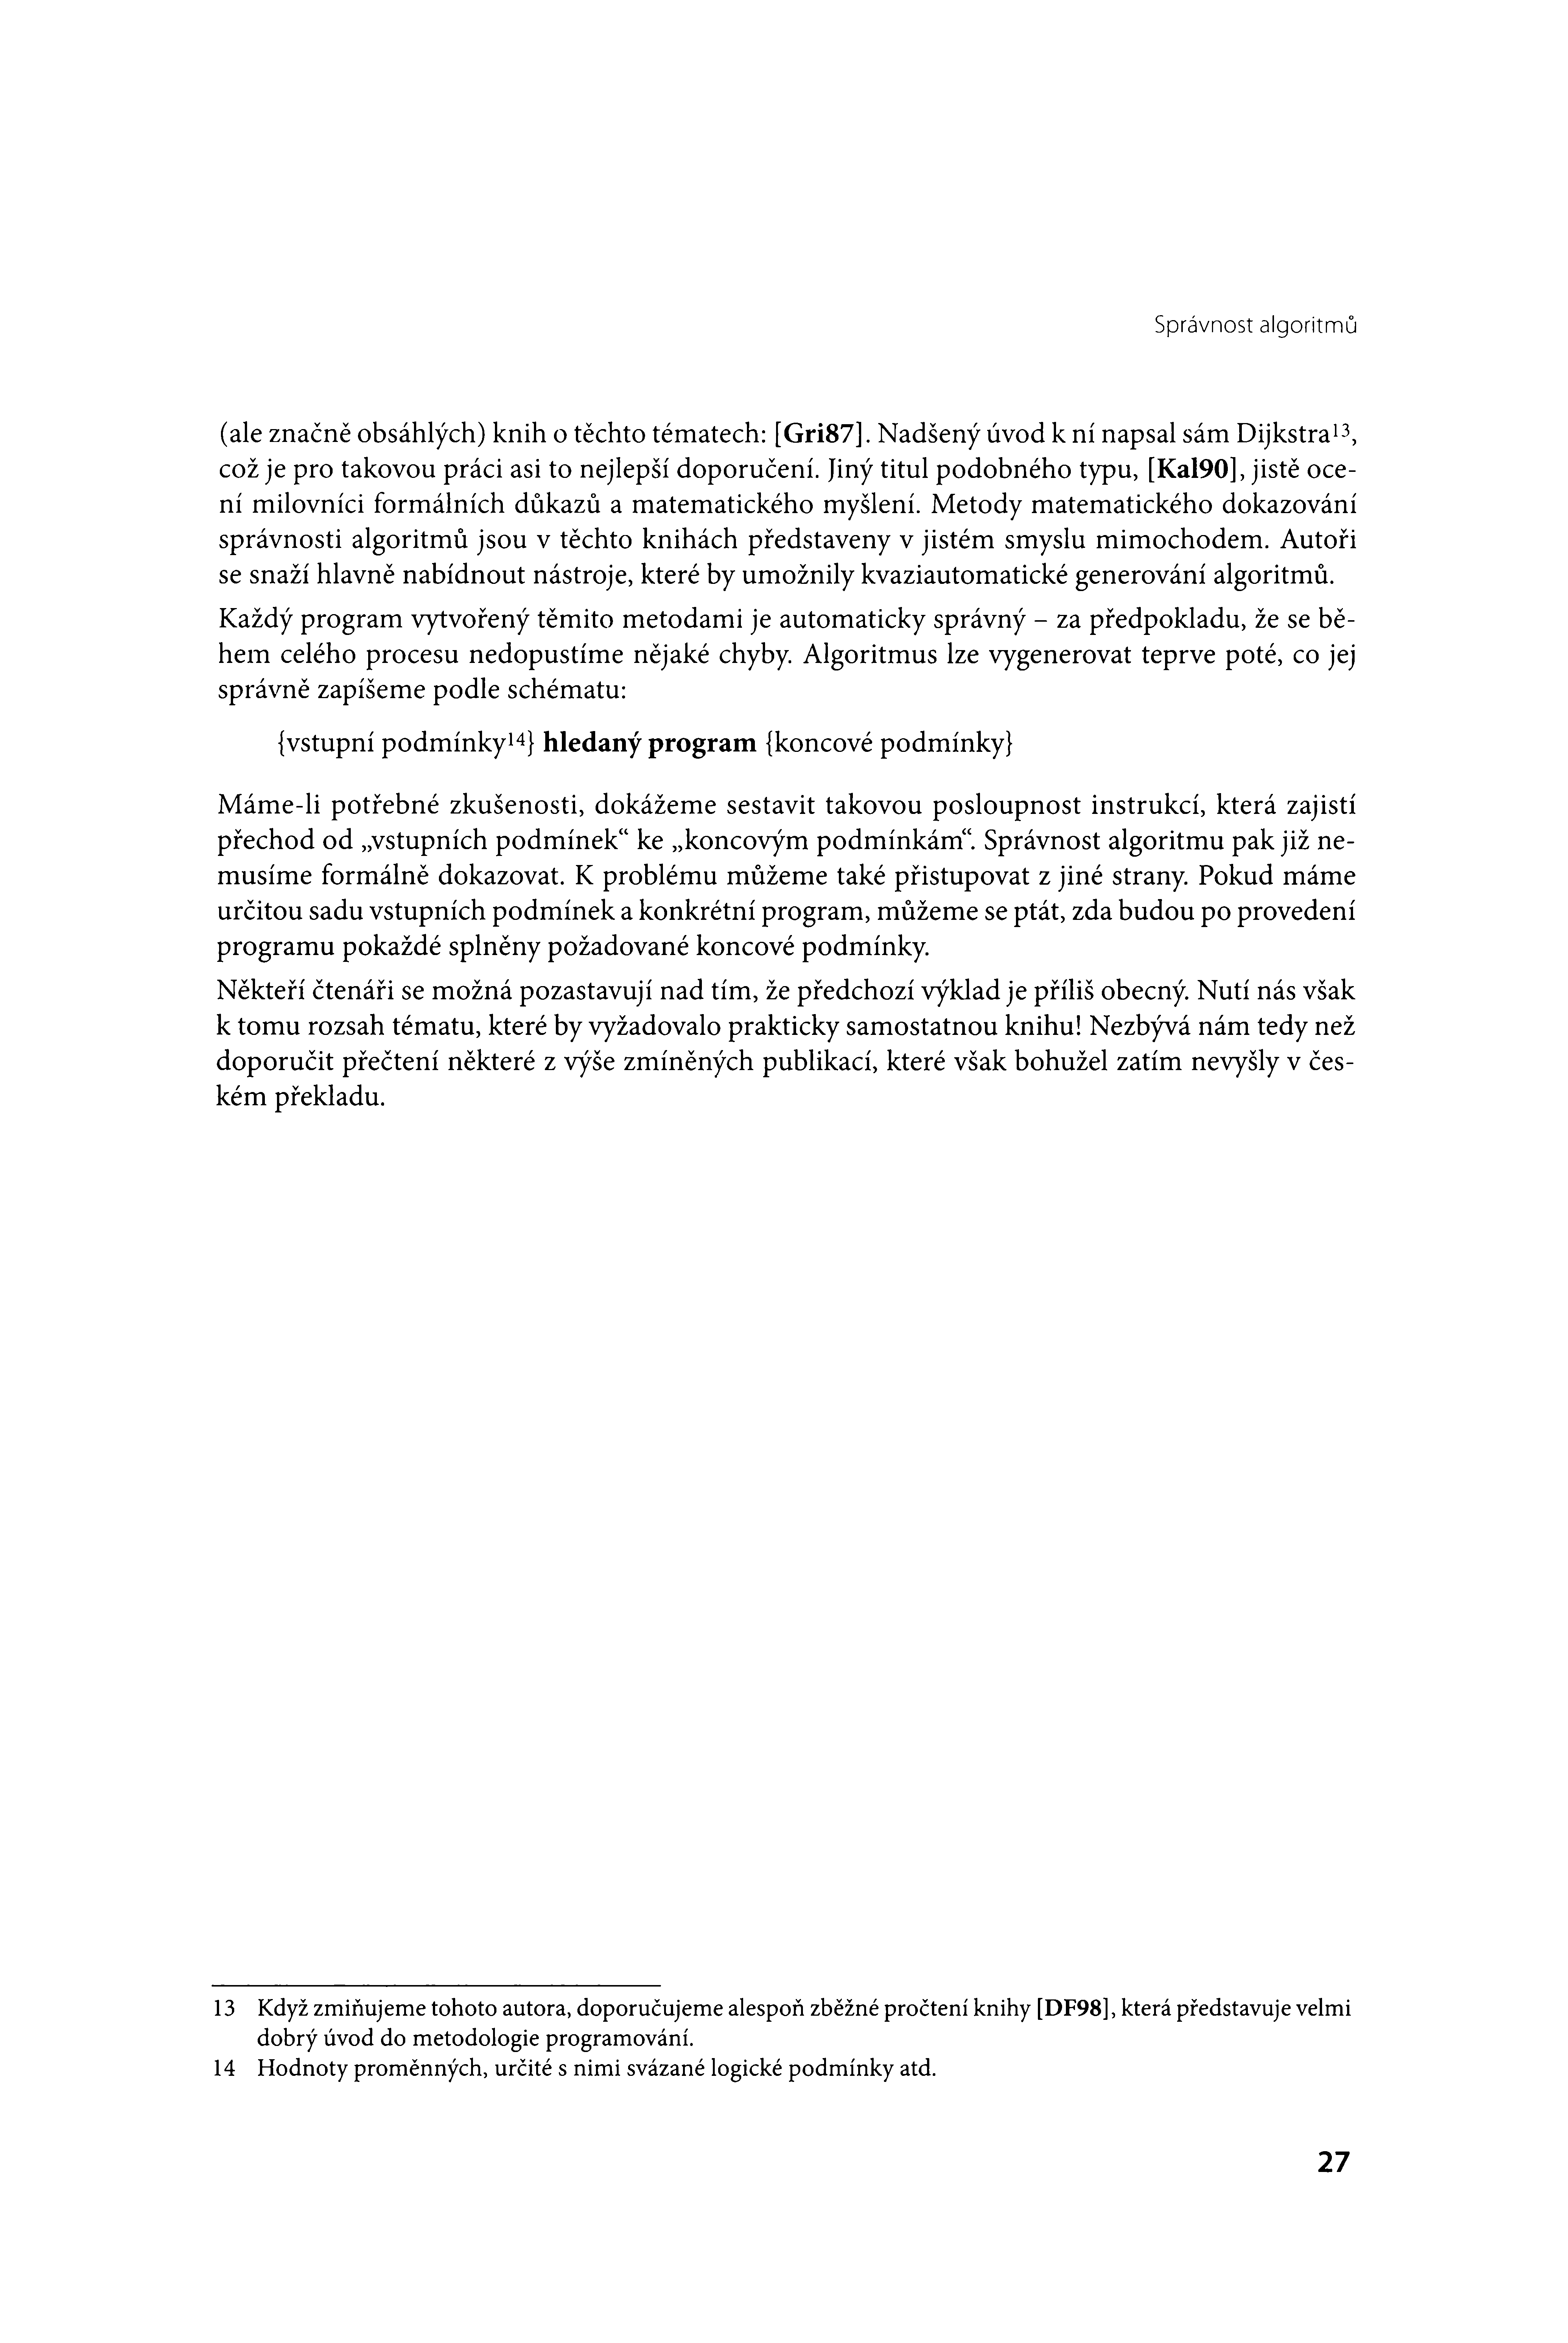 Správnost algoritmů
(ale značně obsáhlých) knih o těchto tématech: [Gri87]. Nadšený úvod k ní napsal sám Dijkstra¹³,
což je pro takovou práci asi to nejlepší doporučení. Jiný titul podobného typu, [Kal90], jistě oce-
ní milovníci formálních důkazů a matematického myšlení. Metody matematického dokazování
správnosti algoritmů jsou v těchto knihách představeny v jistém smyslu mimochodem. Autoři
se snaží hlavně nabídnout nástroje, které by umožnily kvaziautomatické generování algoritmů.
Každý program vytvořený těmito metodami je automaticky správný – za předpokladu, že se bě-
hem celého procesu nedopustíme nějaké chyby. Algoritmus lze vygenerovat teprve poté, co jej
správně zapíšeme podle schématu:
{vstupní podmínky¹⁴} hledaný program {koncové podmínky}
Máme-li potřebné zkušenosti, dokážeme sestavit takovou posloupnost instrukcí, která zajistí
přechod od „vstupních podmínek“ ke „koncovým podmínkám“. Správnost algoritmu pak již ne-
musíme formálně dokazovat. K problému můžeme také přistupovat z jiné strany. Pokud máme
určitou sadu vstupních podmínek a konkrétní program, můžeme se ptát, zda budou po provedení
programu pokaždé splněny požadované koncové podmínky.
Někteří čtenáři se možná pozastavují nad tím, že předchozí výklad je příliš obecný. Nutí nás však
k tomu rozsah tématu, které by vyžadovalo prakticky samostatnou knihu! Nezbývá nám tedy než
doporučit přečtení některé z výše zmíněných publikací, které však bohužel zatím nevyšly v čes-
kém překladu.
13 Když zmiňujeme tohoto autora, doporučujeme alespoň zběžné pročtení knihy [DF98], která představuje velmi
dobrý úvod do metodologie programování.
14 Hodnoty proměnných, určité s nimi svázané logické podmínky atd.
27